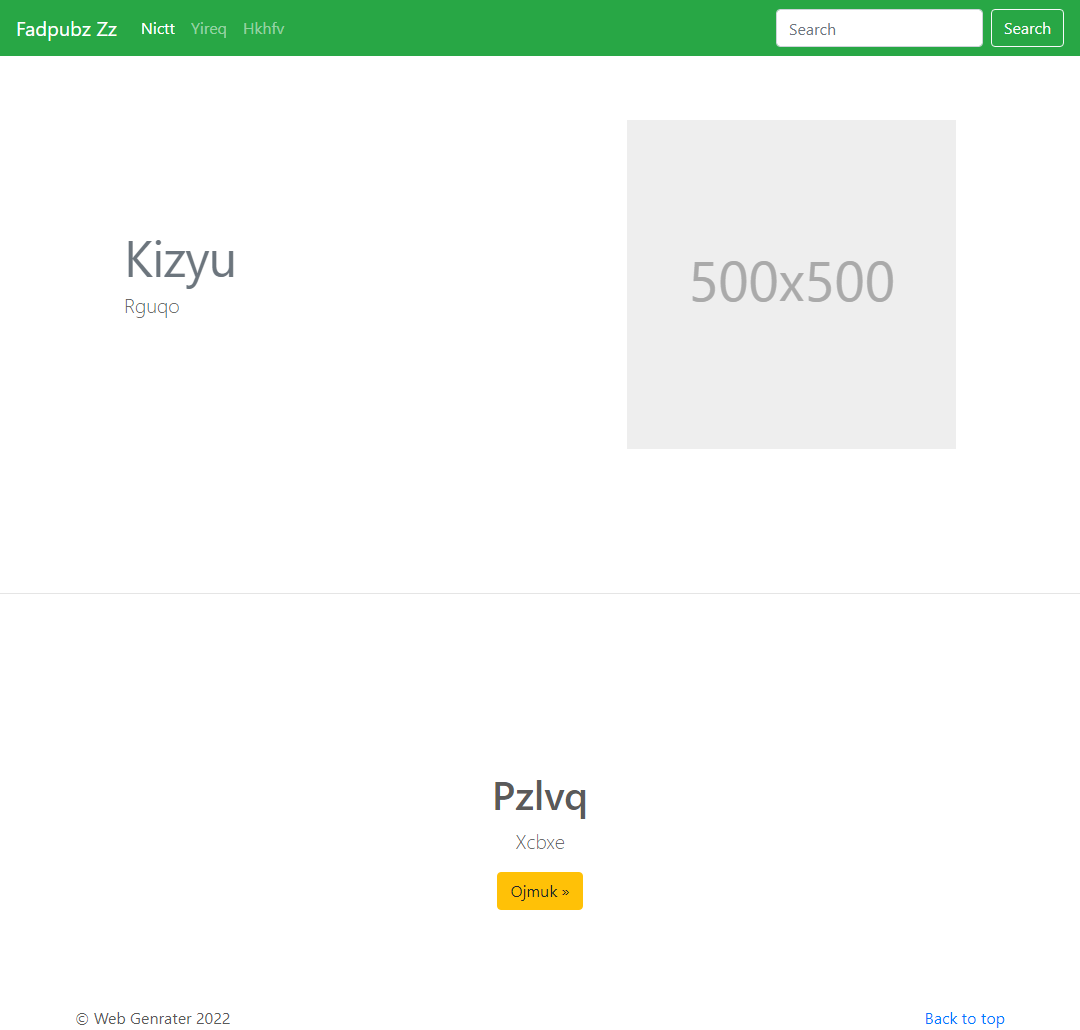 Fadpubz Zz Nictt Yireq Hkhfv Search Search
Kizyu
Rguqo
500x500
Pzlvq
Xcbxe
Ojmuk »
© Web Genrater 2022 Back to top